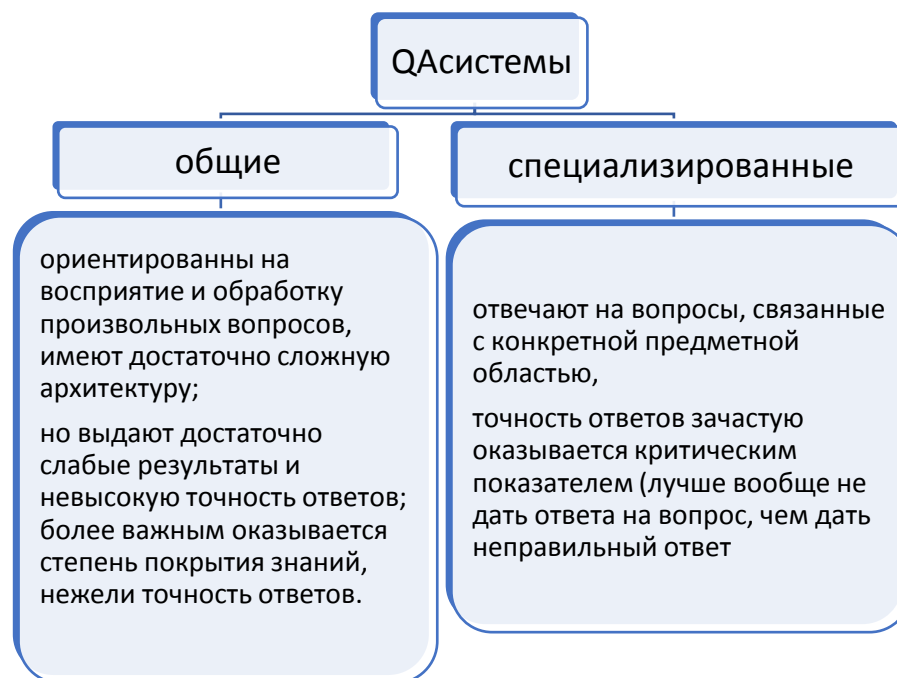 QAсистемы
общие
специализированные
ориентированны на
восприятие и обработку
произвольных вопросов,
имеют достаточно сложную
архитектуру;
но выдают достаточно
слабые результаты и
невысокую точность ответов;
более важным оказывается
степень покрытия знаний,
нежели точность ответов.
отвечают на вопросы, связанные
с конкретной предметной
областью,
точность ответов зачастую
оказывается критическим
показателем (лучше вообще не
дать ответа на вопрос, чем дать
неправильный ответ